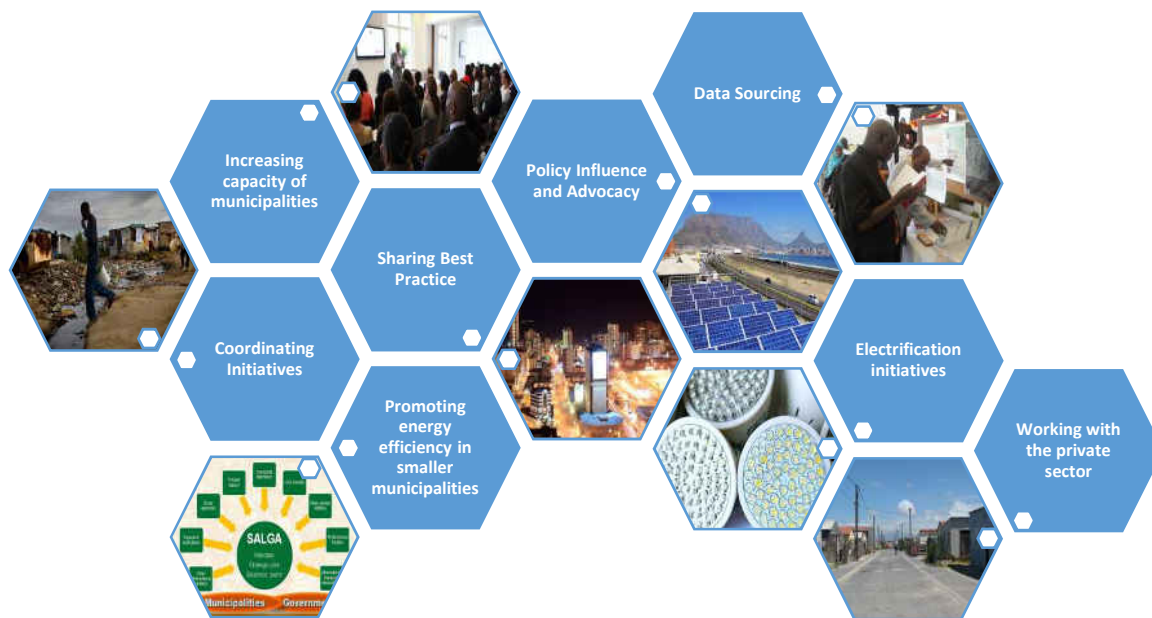 Data Sourcing
Increasing
capacity of
municipalities
Policy Influence
and Advocacy
Sharing Best
Practice
Coordinating
Initiatives
Electrification
initiatives
Promoting
energy
efficiency in
smaller
municipalities
Working with
the private
sector
SALGA
Municipalities
Governm